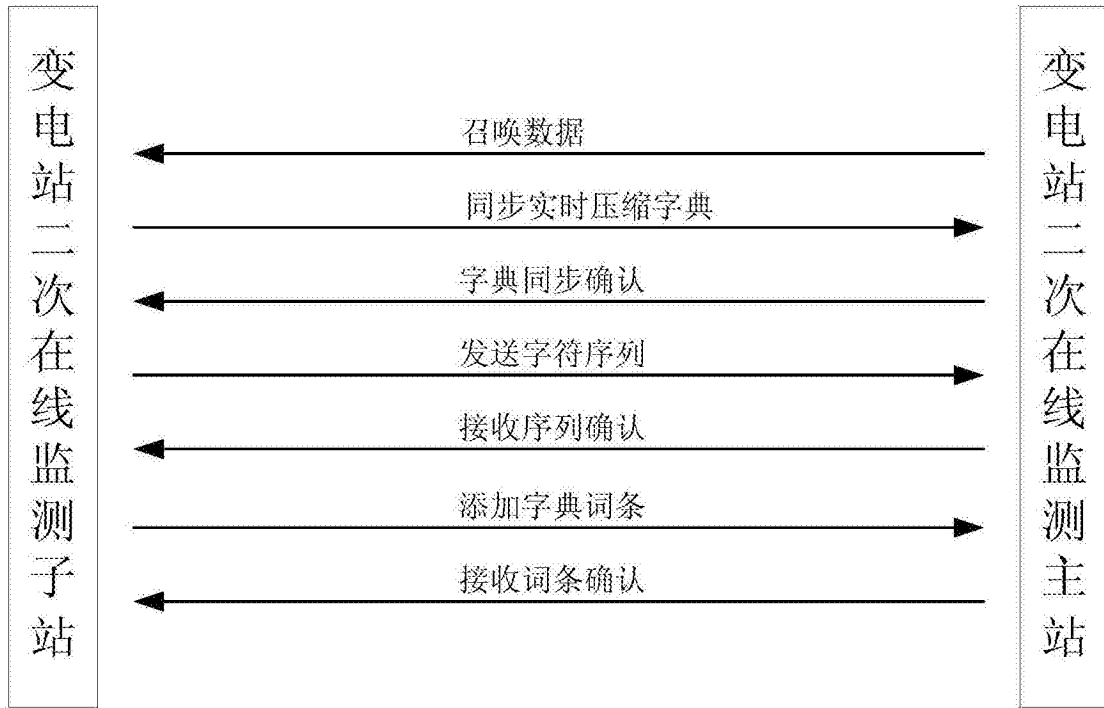 变电站二次在线监测子站
召唤数据
同步实时压缩字典
字典同步确认
发送字符序列
接收序列确认
添加字典词条
接收词条确认
变电站二次在线监测主站